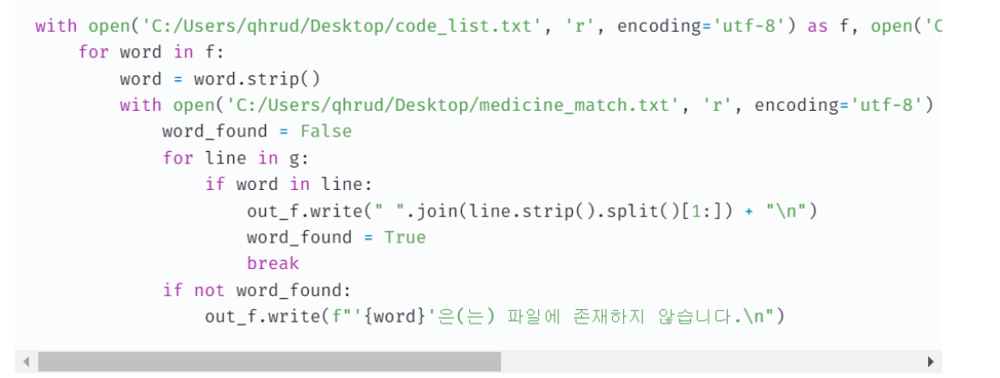 with open('C:/Users/qhrud/Desktop/code_list.txt', 'r', encoding='utf-8') as f, open('C
    for word in f:
        word = word.strip()
        with open('C:/Users/qhrud/Desktop/medicine_match.txt', 'r', encoding='utf-8')
            word_found = False
            for line in g:
                if word in line:
                    out_f.write(" ".join(line.strip().split()[1:]) + "\n")
                    word_found = True
                    break
            if not word_found:
                out_f.write(f"'{word}'은(는) 파일에 존재하지 않습니다.\n")